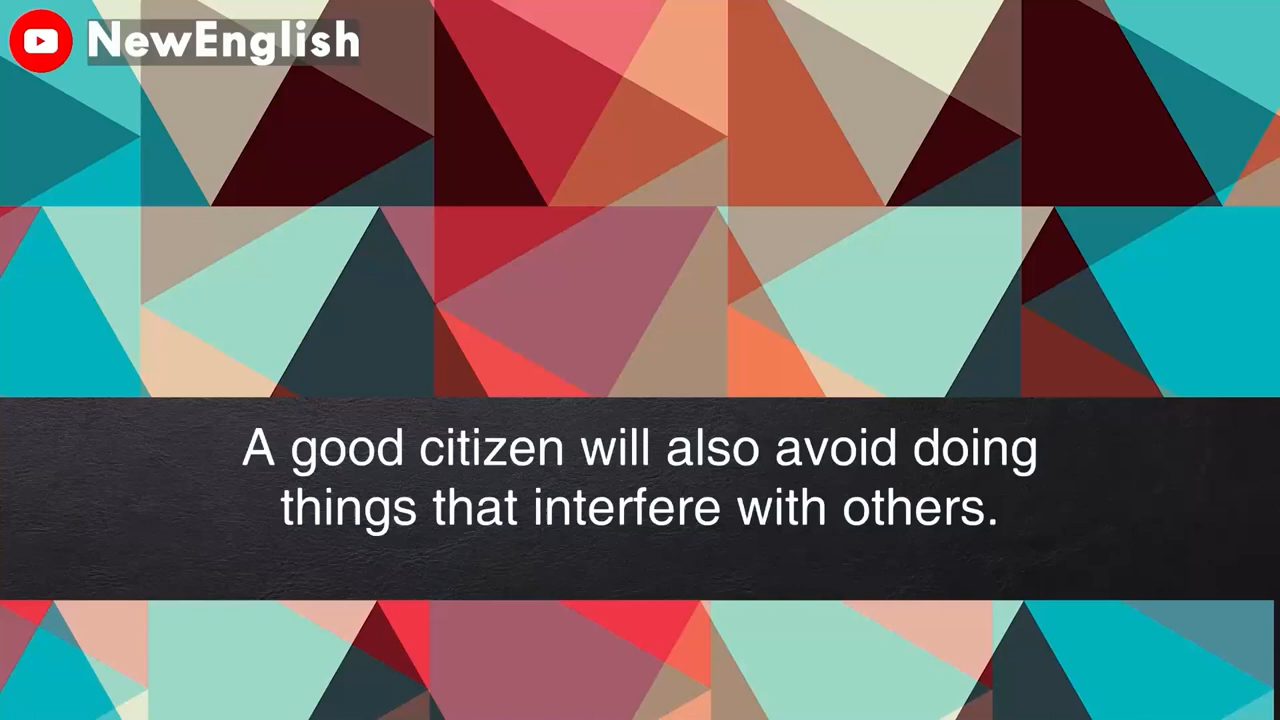 NewEnglish
A good citizen will also avoid doing
things that interfere with others.